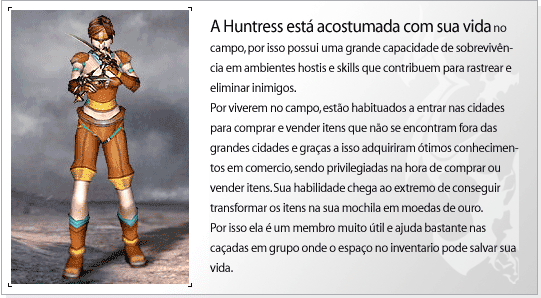 A Huntress está acostumada com sua vida no
campo, por isso possui uma grande capacidade de sobrevivên-
cia em ambientes hostis e skills que contribuem para rastrear e
eliminar inimigos.
Por viverem no campo, estão habituados a entrar nas cidades
para comprar e vender itens que não se encontram fora das
grandes cidades e graças a isso adquiriram ótimos conhecimen-
tos em comercio, sendo privilegiadas na hora de comprar ou
vender itens. Sua habilidade chega ao extremo de conseguir
transformar os itens na sua mochila em moedas de ouro.
Por isso ela é um membro muito útil e ajuda bastante nas
caçadas em grupo onde o espaço no inventario pode salvar sua
vida.